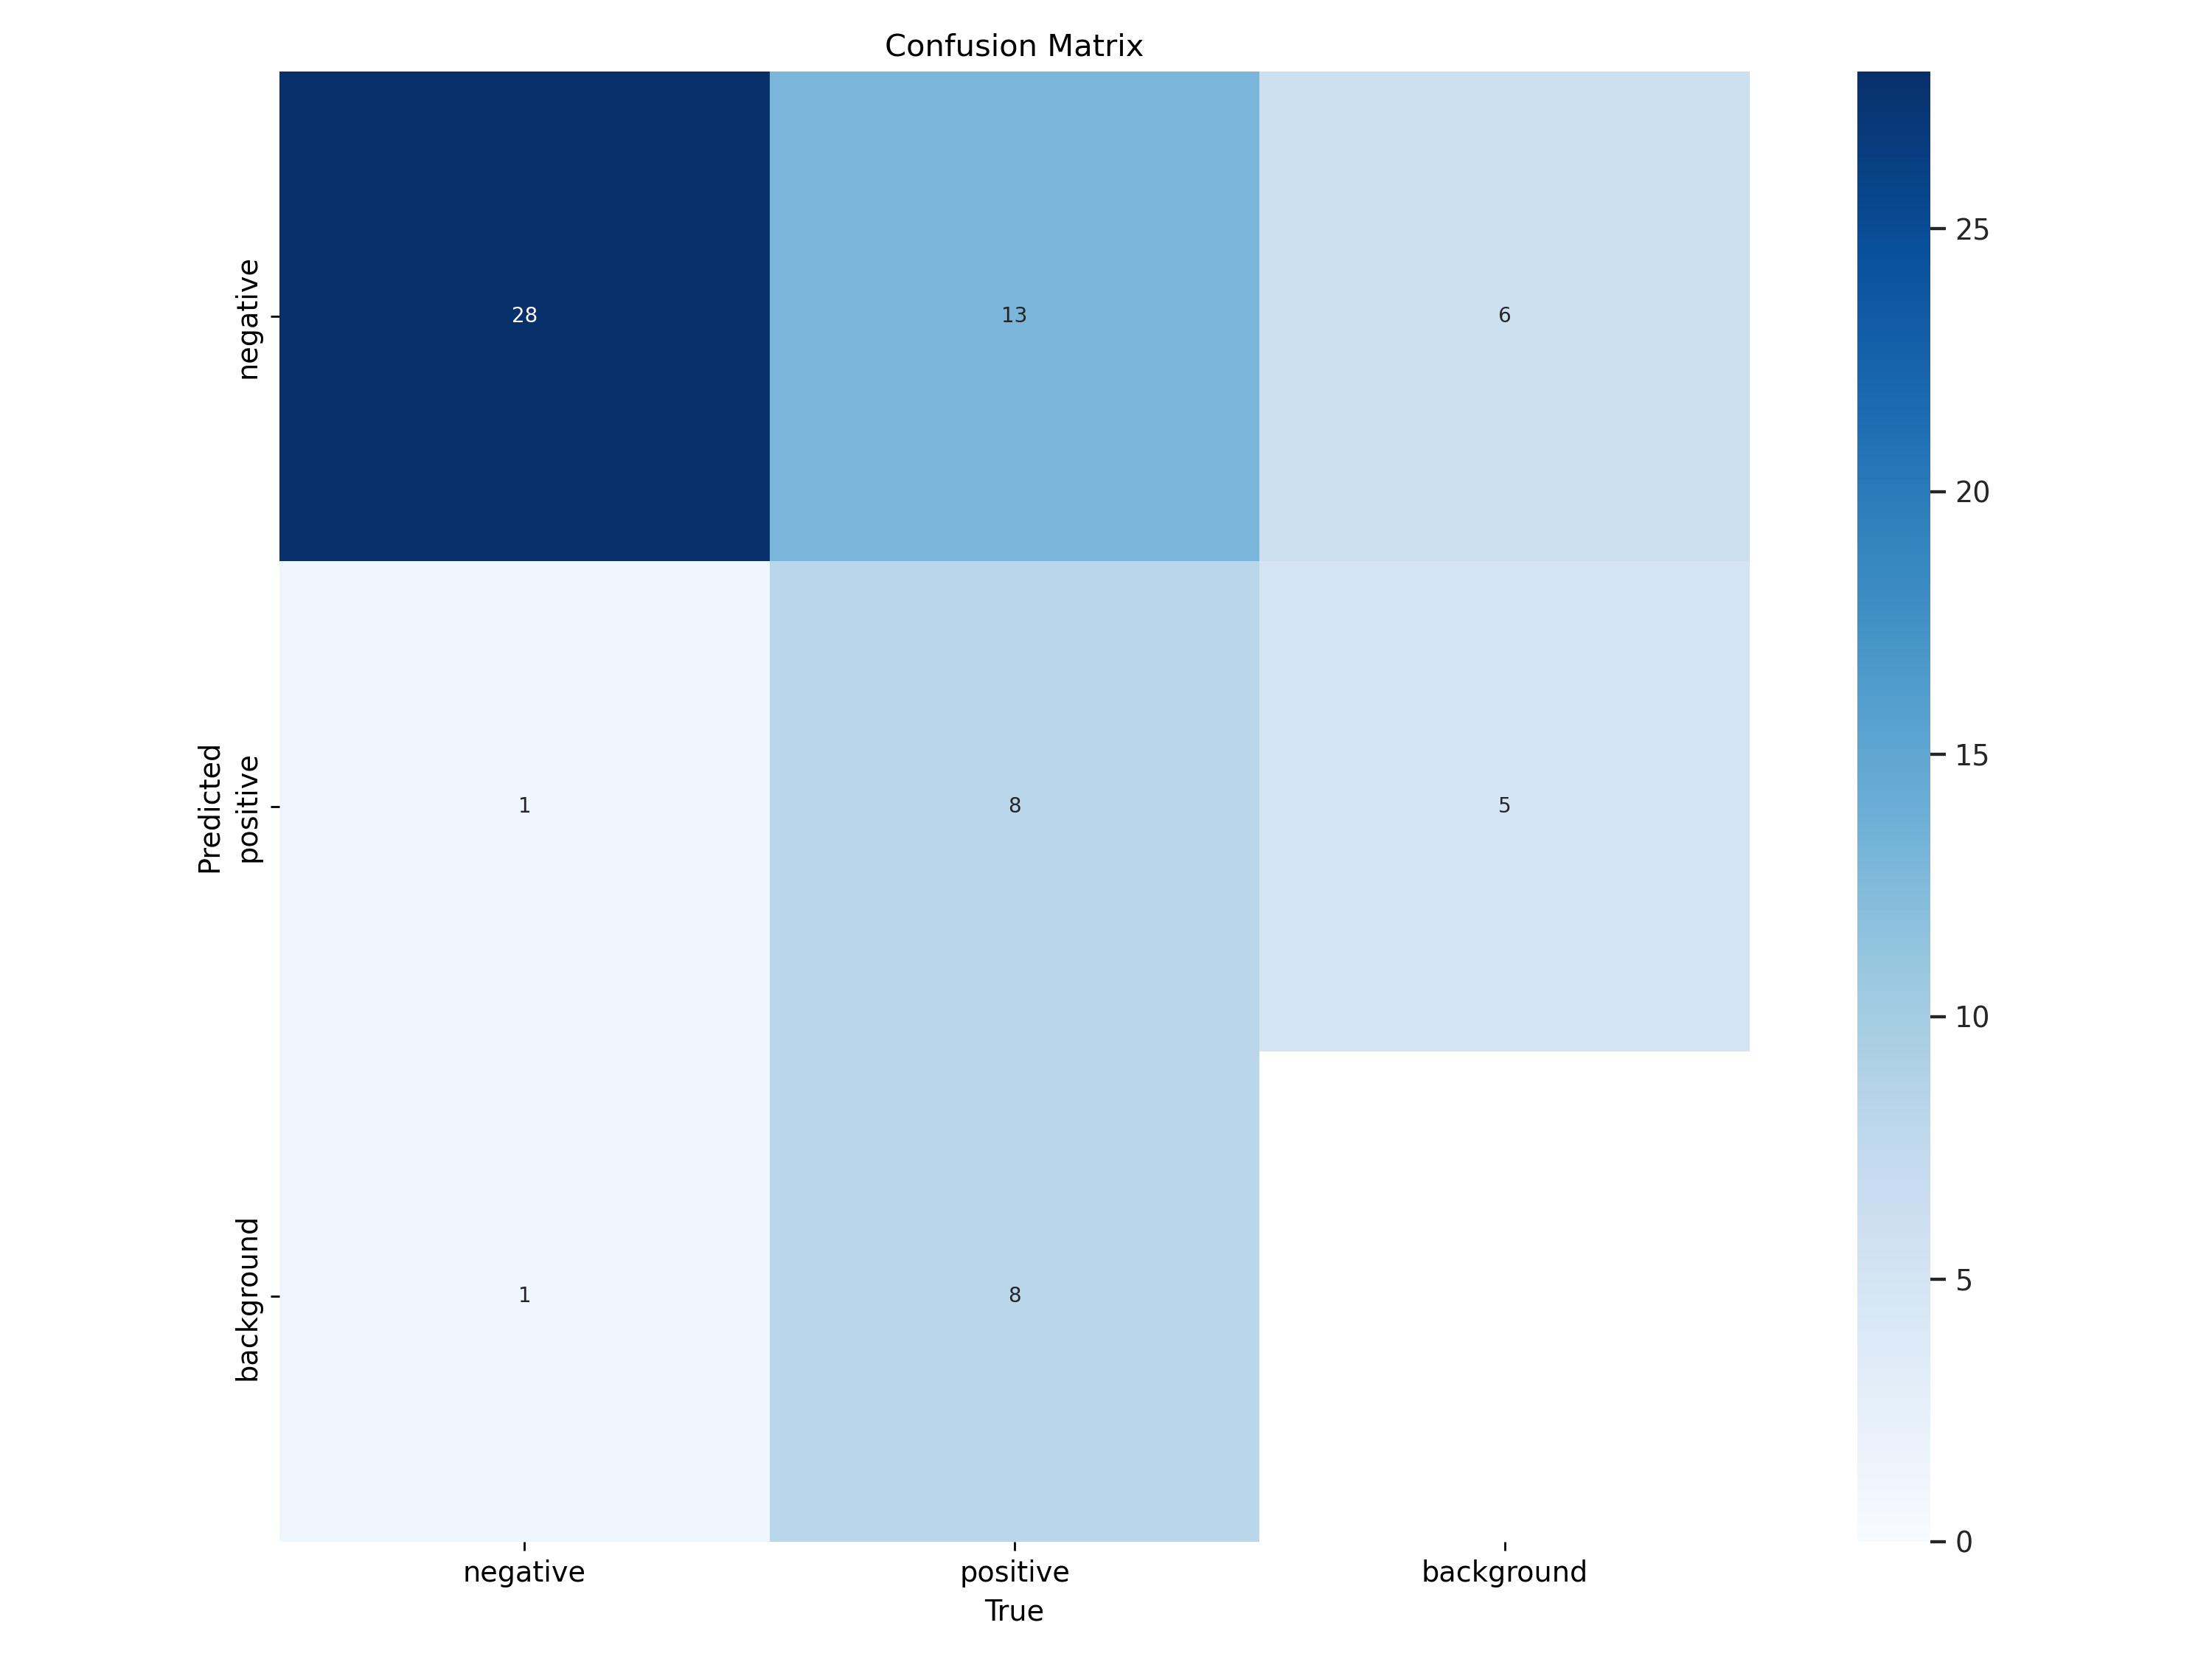 Confusion Matrix
negative
28
13
6
25
20
Predicted
positive
1
8
5
15
10
background
1
8
5
0
negative
positive
background
True